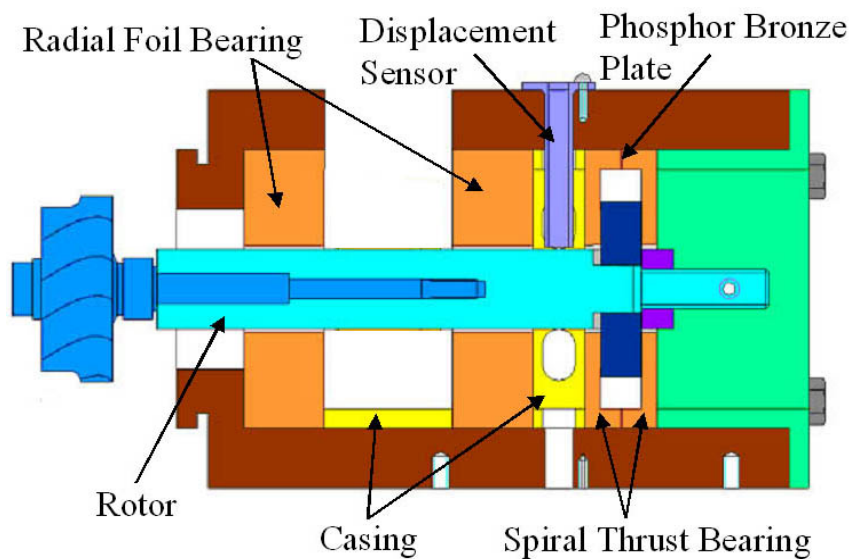 Radial Foil Bearing
Displacement
Sensor
Phosphor Bronze
Plate
Rotor
Casing
Spiral Thrust Bearing